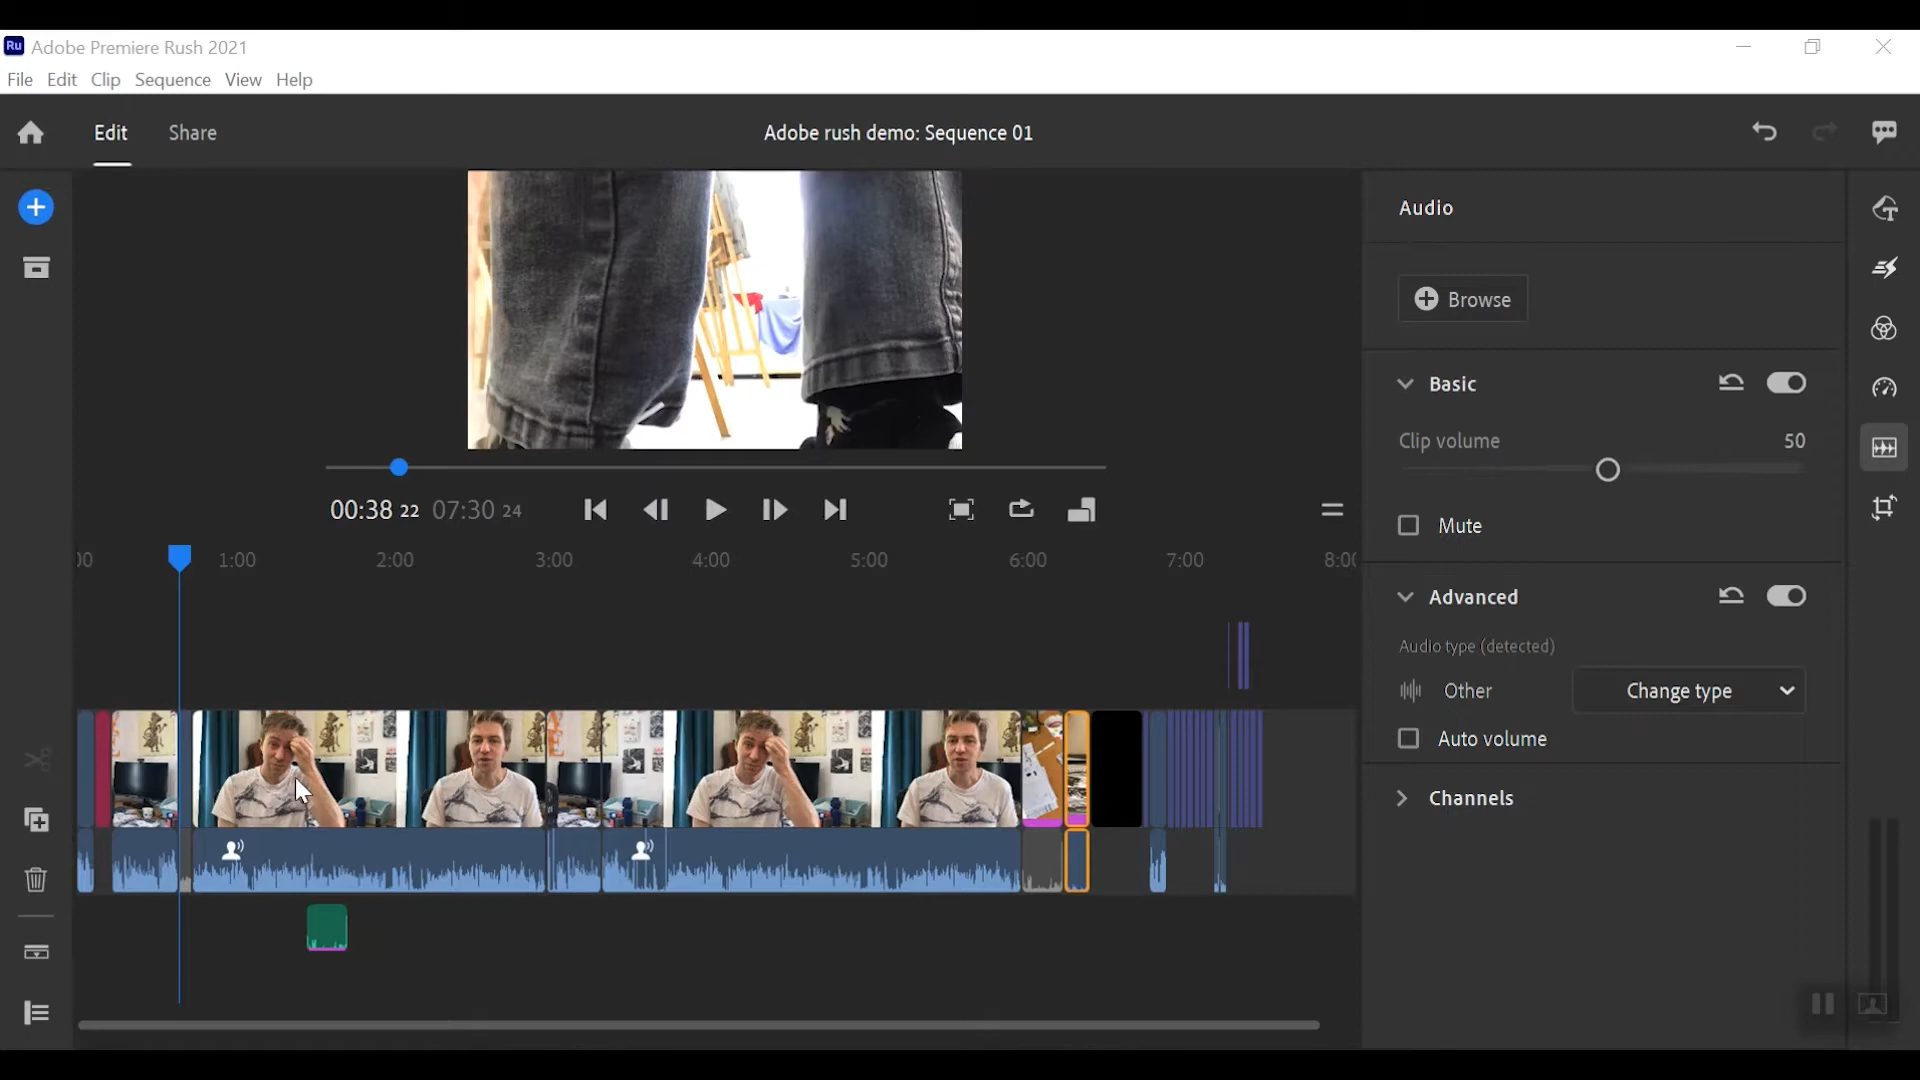 Ru Adobe Premiere Rush 2021
File Edit Clip Sequence View Help
Edit Share Adobe rush demo: Sequence 01
Audio
Browse
Basic
Clip volume 50
00:38 22 07:30 24
Mute
1:00 2:00 3:00 4:00 5:00 6:00 7:00
Advanced
Audio type (detected)
Other Change type
Auto volume
Channels